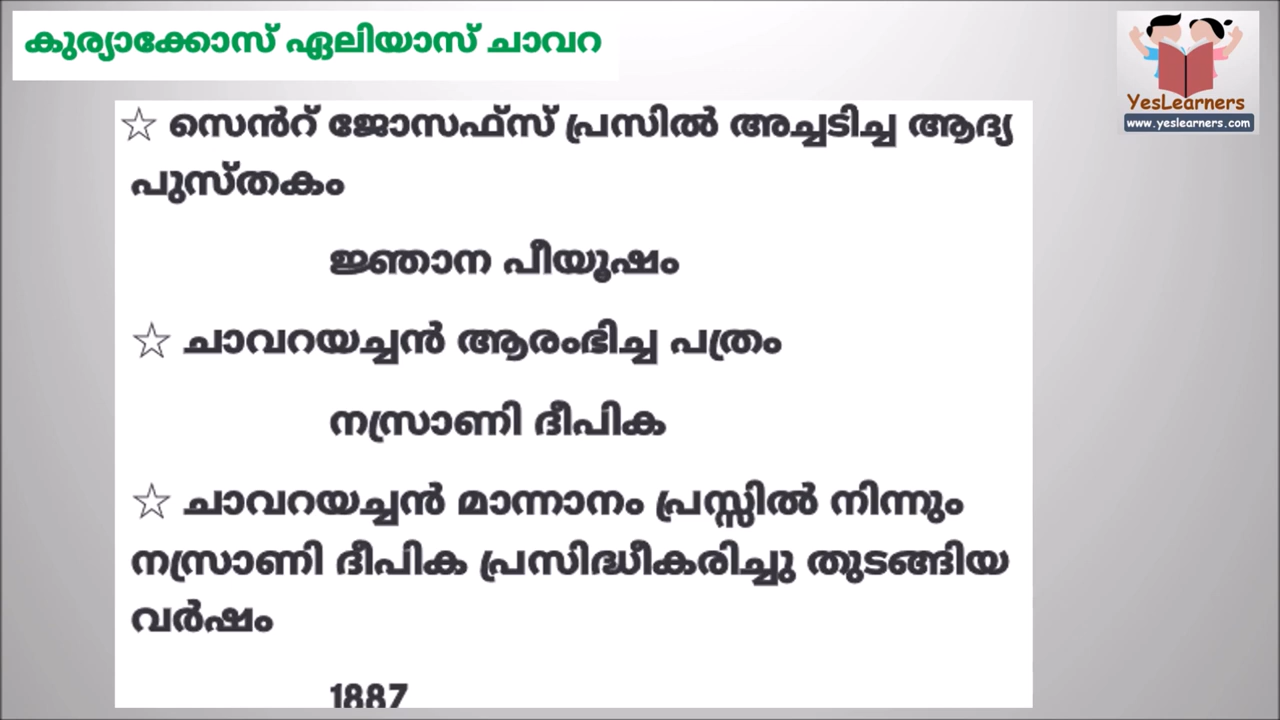 കുര്യാക്കോസ് ഏലിയാസ് ചാവറ
YesLearners
www.yeslearners.com
☆ സെൻറ് ജോസഫ്സ് പ്രസിൽ അച്ചടിച്ച ആദ്യ
പുസ്തകം
ജ്ഞാന പീയൂഷം
☆ ചാവറയച്ചൻ ആരംഭിച്ച പത്രം
നസ്രാണി ദീപിക
☆ ചാവറയച്ചൻ മാന്നാനം പ്രസ്സിൽ നിന്നും
നസ്രാണി ദീപിക പ്രസിദ്ധീകരിച്ചു തുടങ്ങിയ
വർഷം
1887